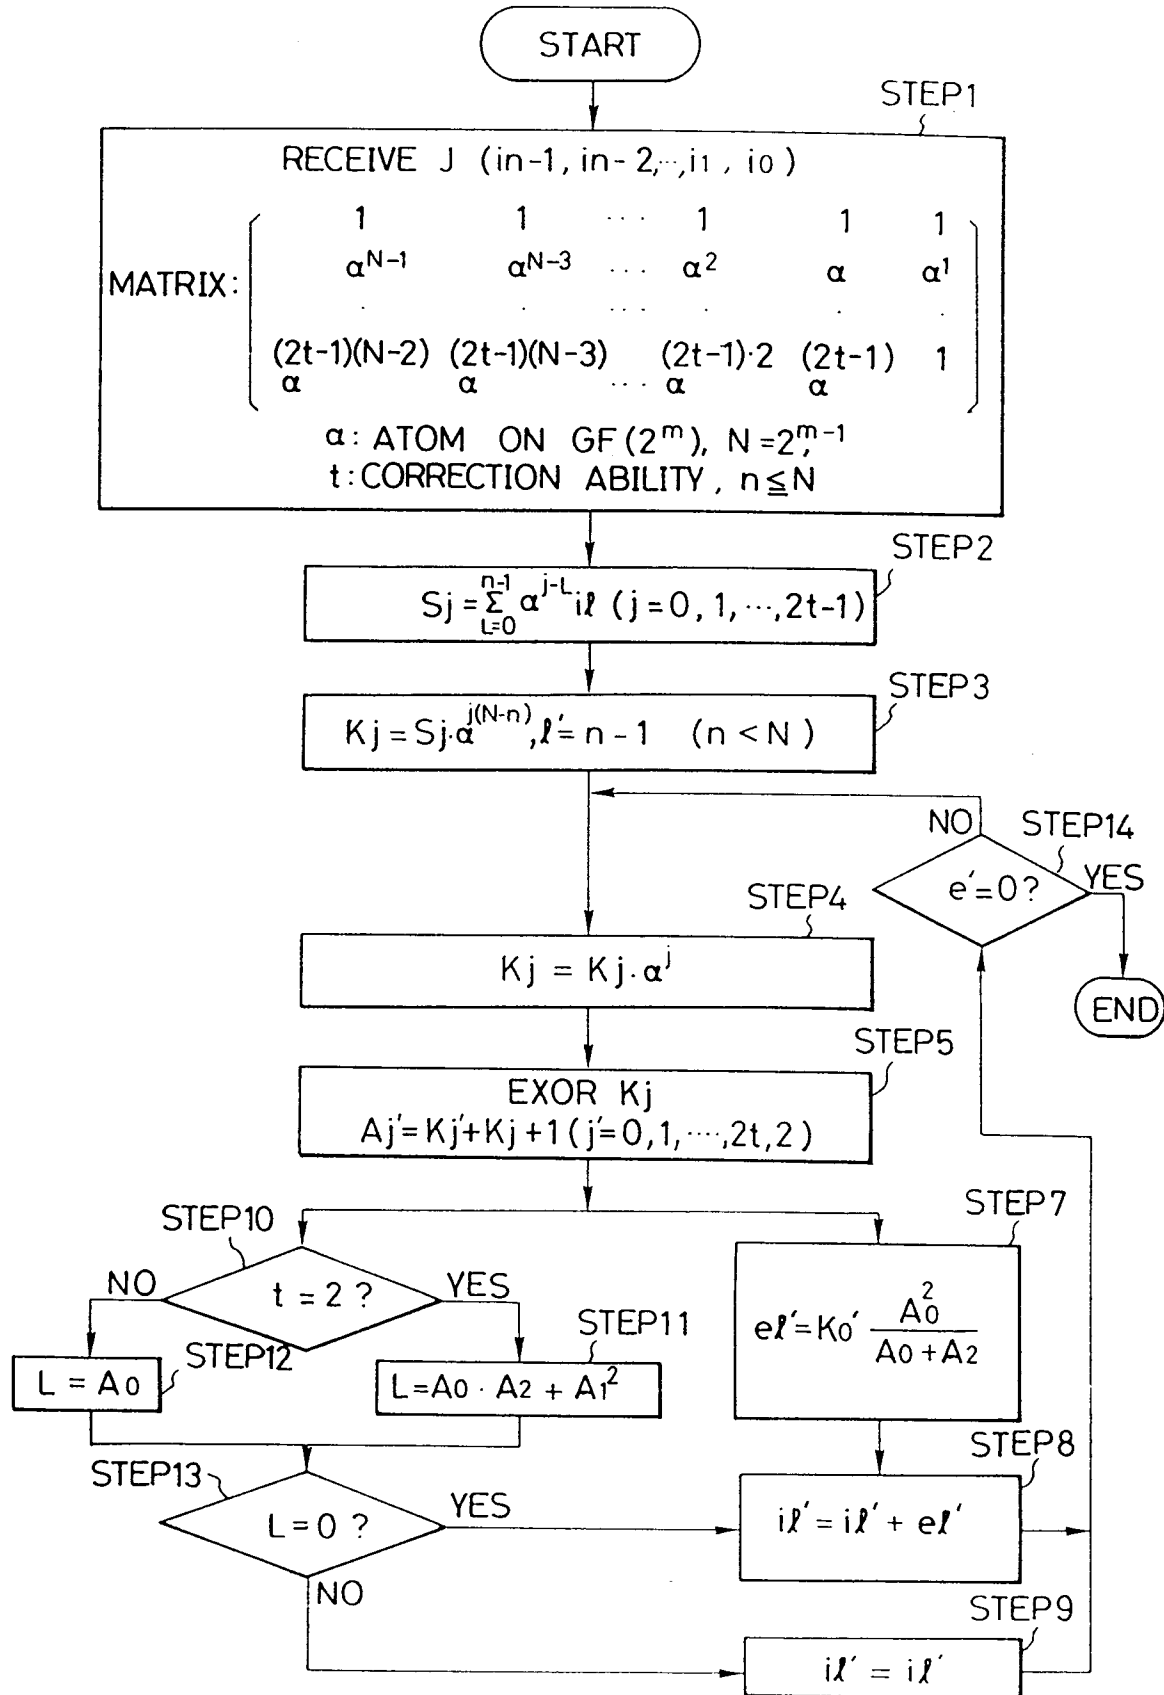 START
STEP1
RECEIVE J (in-1, in-2,···, i1, i0)
MATRIX:
1 1 ··· 1 1 1
α^N-1 α^N-3 ··· α^2 α α^1
· · ··· · · ·
α^(2t-1)(N-2) α^(2t-1)(N-3) ··· α^(2t-1)·2 α^(2t-1) 1
α: ATOM ON GF(2^m), N=2^m-1,
t: CORRECTION ABILITY, n≦N
STEP2
Sj = Σ_{L=0}^{n-1} α^j-L iℓ (j=0, 1, ···, 2t-1)
STEP3
Kj = Sj·α^j(N-n), ℓ'= n-1 (n < N)
NO
STEP14
e'=0?
YES
END
STEP4
Kj = Kj·α^j
STEP5
EXOR Kj
Aj'=Kj'+Kj+1 (j'=0,1,····,2t,2)
STEP10
STEP7
NO
t = 2 ?
YES
eℓ'=K0' A0^2 / A0+A2
STEP12
STEP11
L = A0
L=A0·A2 + A1^2
STEP13
STEP8
L=0 ?
YES
iℓ'= iℓ' + eℓ'
NO
STEP9
iℓ' = iℓ'